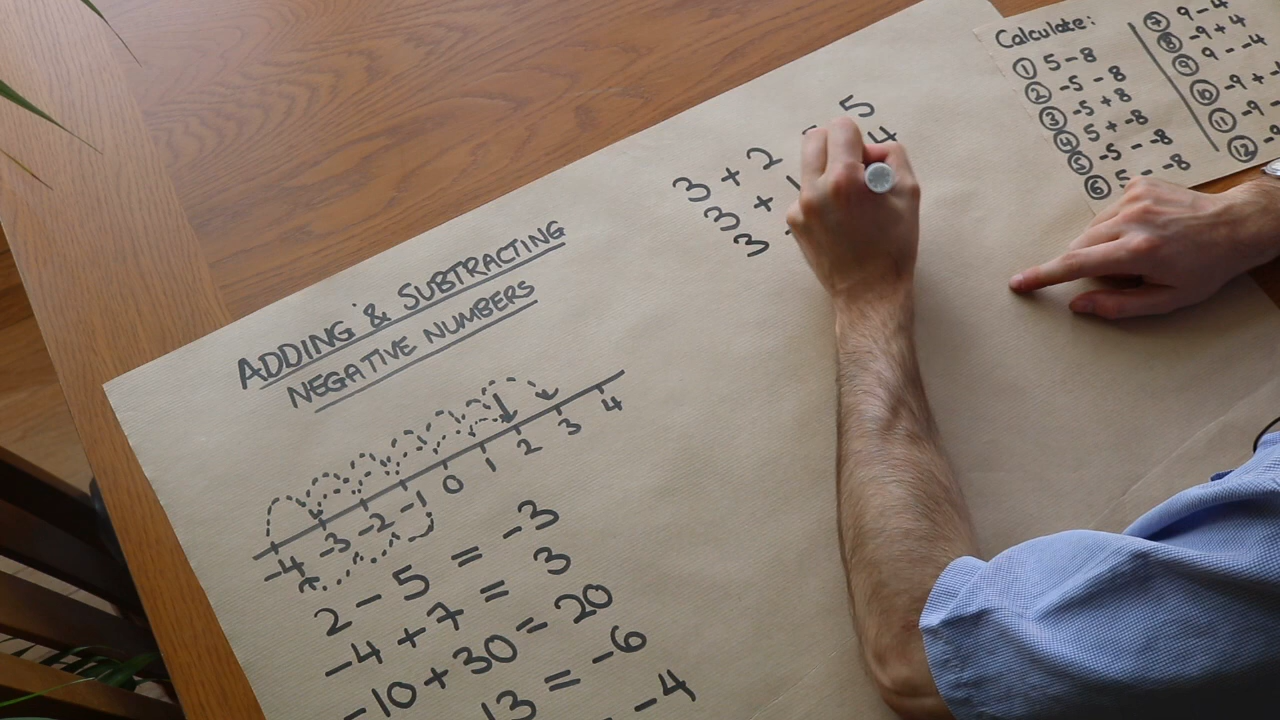 ADDING & SUBTRACTING
NEGATIVE NUMBERS
-4 -3 -2 -1 0 1 2 3 4
2 - 5 = -3
-4 + 7 = 3
-10 + 30 = 20
13 = -6
-4
3 + 2 5
3 + 4
3
Calculate:
① 5 - 8
② -5 - 8
③ -5 + 8
④ 5 + -8
⑤ -5 - -8
⑥ 5 - -8
⑦ 9 - 4
⑧ -9 + 4
⑨ 9 - -4
⑩ -9 +
⑪ -9
⑫